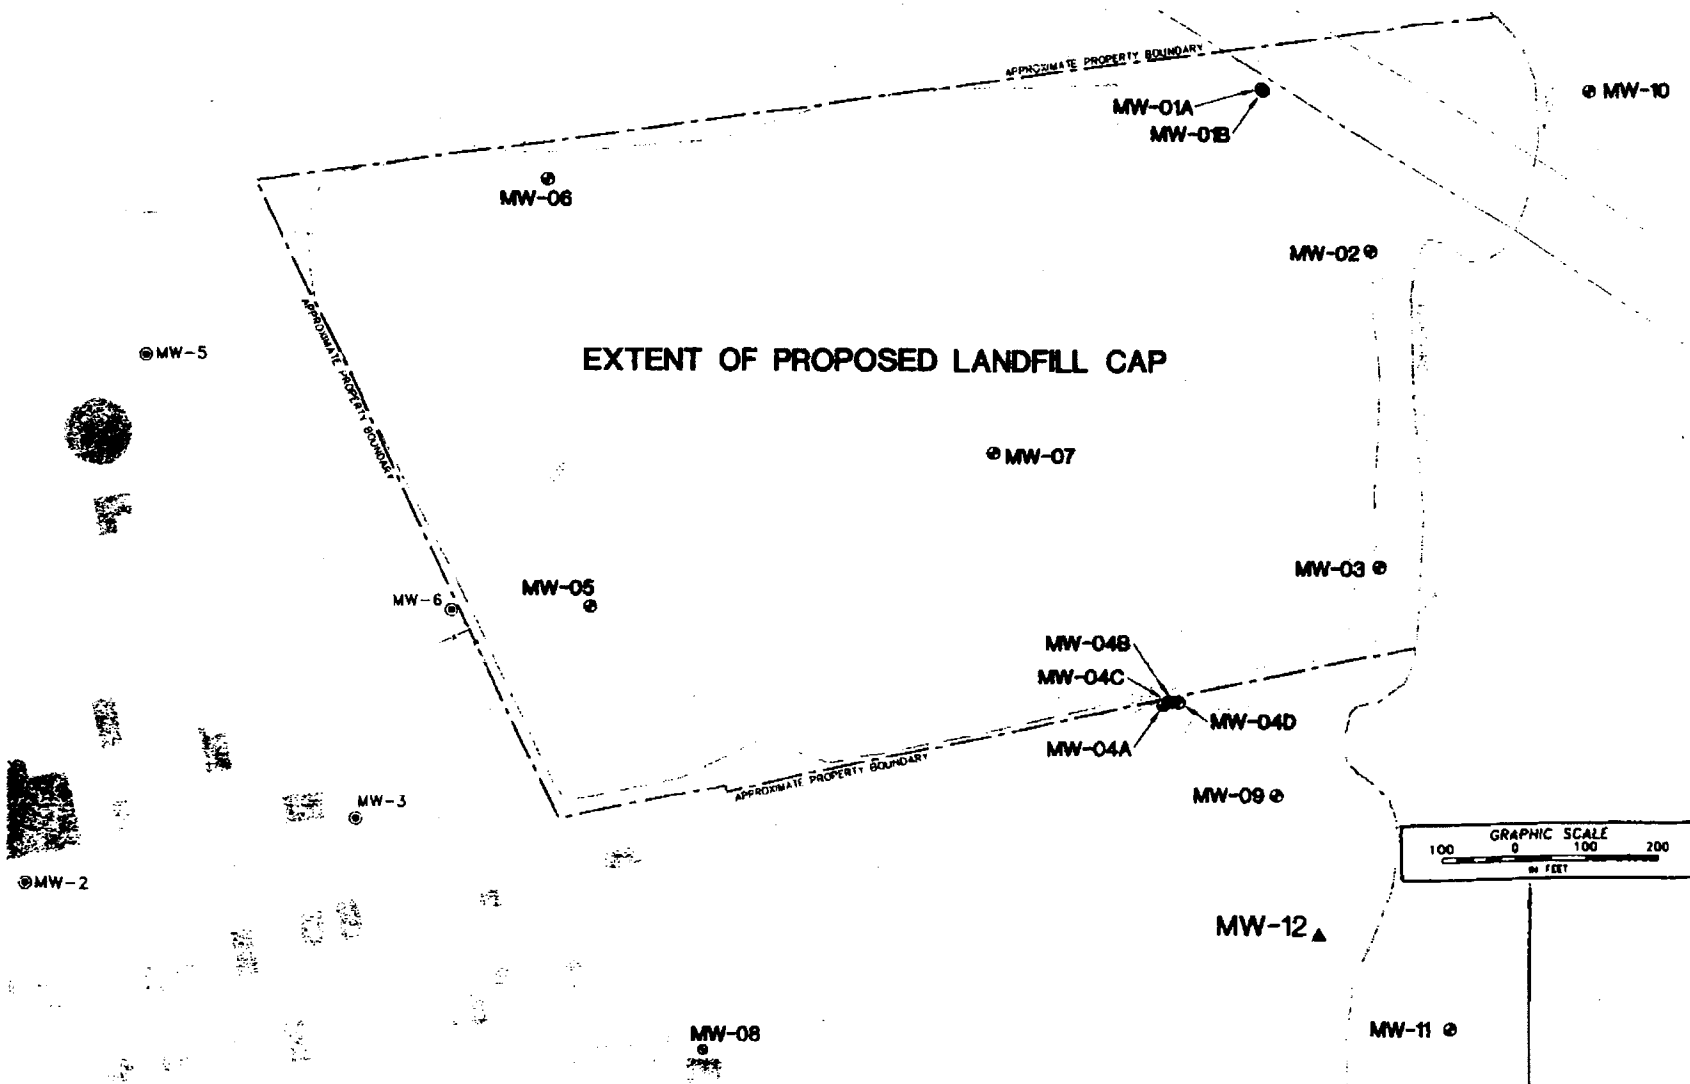 APPROXIMATE PROPERTY BOUNDARY
MW-01A
MW-01B
MW-10
MW-06
MW-02
APPROXIMATE PROPERTY BOUNDARY
MW-5
EXTENT OF PROPOSED LANDFILL CAP
MW-07
MW-03
MW-05
MW-6
MW-04B
MW-04C
MW-04D
MW-04A
APPROXIMATE PROPERTY BOUNDARY
MW-09
MW-3
GRAPHIC SCALE
100 0 100 200
IN FEET
MW-2
MW-12
MW-11
MW-08